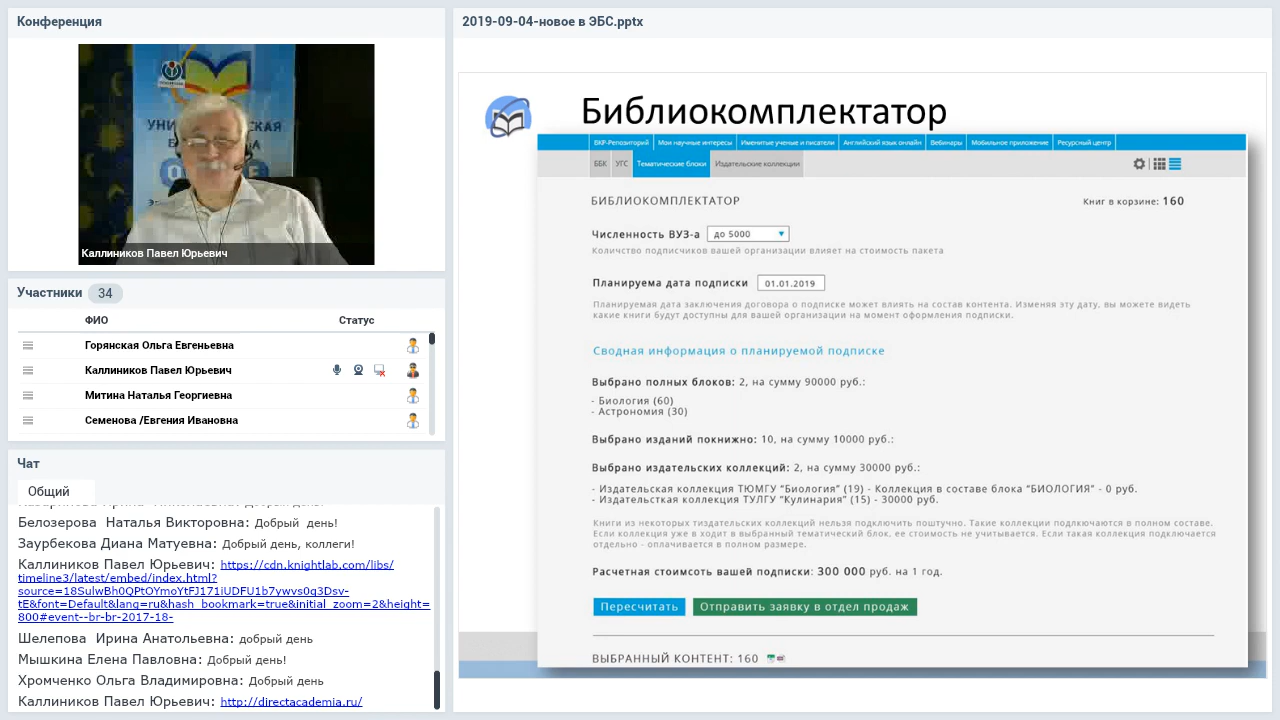 Конференция
Каллиников Павел Юрьевич
Участники 34
ФИО Статус
Горянская Ольга Евгеньевна
Каллиников Павел Юрьевич
Митина Наталья Георгиевна
Семенова /Евгения Ивановна
Чат
Общий
Белозерова Наталья Викторовна: Добрый день!
Заурбекова Диана Матуевна: Добрый день, коллеги!
Каллиников Павел Юрьевич: https://cdn.knightlab.com/libs/
timeline3/latest/embed/index.html?
source=18SulwBh0QPtOYmoYtFJ171iUDFU1b7ywvs0q3Dsv-
tE&font=Default&lang=ru&hash_bookmark=true&initial_zoom=2&height=
800#event--br-br-2017-18-
Шелепова Ирина Анатольевна: добрый день
Мышкина Елена Павловна: Добрый день!
Хромченко Ольга Владимировна: Добрый день
Каллиников Павел Юрьевич: http://directacademia.ru/
2019-09-04-новое в ЭБС.pptx
Библиокомплектатор
ВКР-Репозиторий Мои научные интересы Именитые ученые и писатели Английский язык онлайн Вебинары Мобильное приложение Ресурсный центр
ББК УГС Тематические блоки Издательские коллекции
БИБЛИОКОМПЛЕКТАТОР
Книг в корзине: 160
Численность ВУЗ-а до 5000
Количство подписчиков вашей организации влияет на стоимость пакета
Планируема дата подписки 01.01.2019
Планируемая дата заключения договора о подписке может влиять на состав контента. Изменяя эту дату, вы можете видеть
какие книги будут доступны для вашей организации на момент оформления подписки.
Сводная информация о планируемой подписке
Выбрано полных блоков: 2, на сумму 90000 руб.:
- Биология (60)
- Астрономия (30)
Выбрано изданий покнижно: 10, на сумму 10000 руб.:
Выбрано издательских коллекций: 2, на сумму 30000 руб.:
- Издательская коллекция ТЮМГУ "Биология" (19) - Коллекция в составе блока "БИОЛОГИЯ" - 0 руб.
- Издательсткая коллекция ТУЛГУ "Кулинария" (15) - 30000 руб.
Книги из некоторых тиздательских коллекций нельзя подключить поштучно. Такие коллекции подлючаются в полном составе.
Если коллекция уже в ходит в выбранный тематический блок, ее стоимость не учитывается. Если такая коллекция подключается
отдельно - оплачивается в полном размере.
Расчетная стоимсоть вашей подписки: 300 000 руб. на 1 год.
Пересчитать Отправить заявку в отдел продаж
ВЫБРАННЫЙ КОНТЕНТ: 160